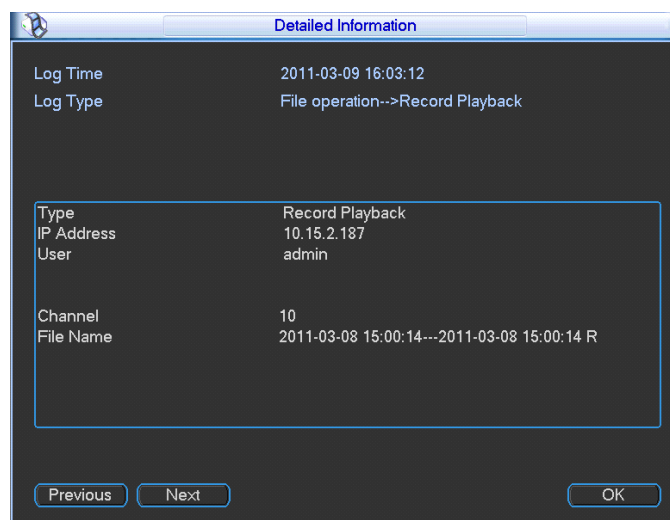 Detailed Information
Log Time 2011-03-09 16:03:12
Log Type File operation-->Record Playback
Type Record Playback
IP Address 10.15.2.187
User admin
Channel 10
File Name 2011-03-08 15:00:14---2011-03-08 15:00:14 R
Previous Next OK